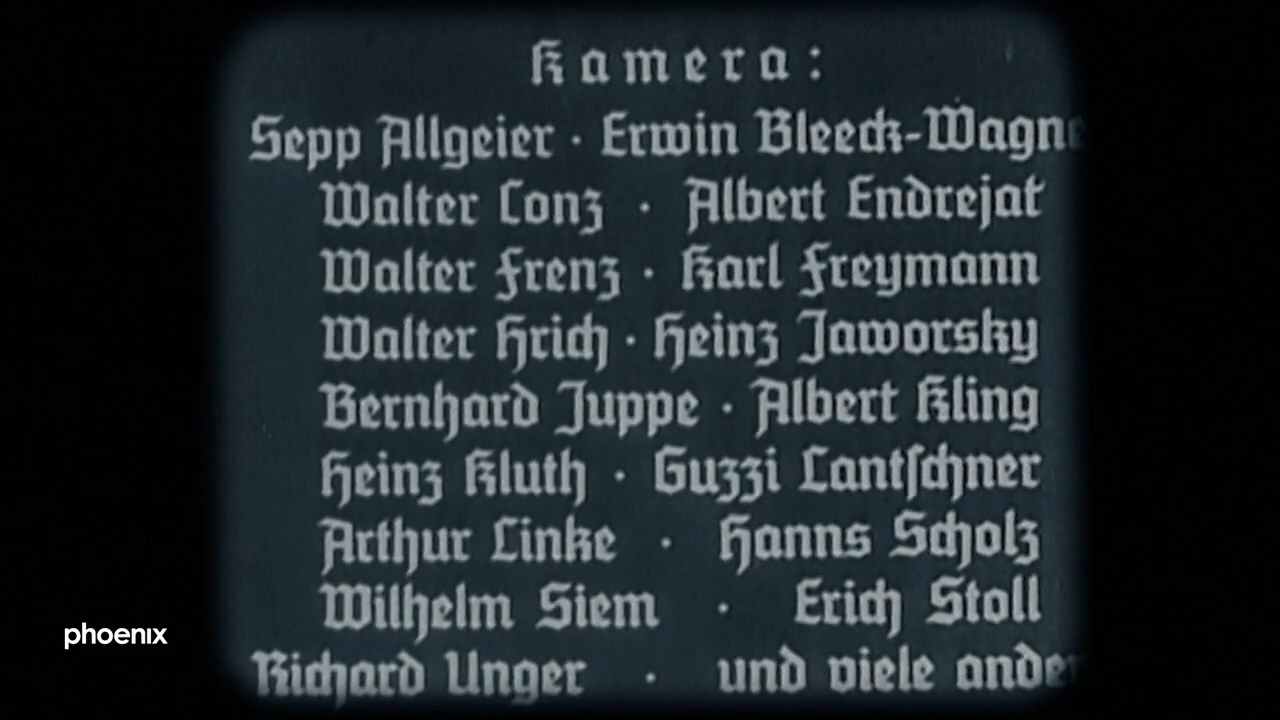 Kamera:
Sepp Allgeier · Erwin Bleeck-Wagne
Walter Conz · Albert Endrejat
Walter Frenz · Karl Freymann
Walter Hrich · Heinz Jaworsky
Bernhard Juppe · Albert Kling
Heinz Kluth · Guzzi Lantſchner
Arthur Linke · Hanns Scholz
Wilhelm Siem · Erich Stoll
Richard Unger · und viele ander
phoenix